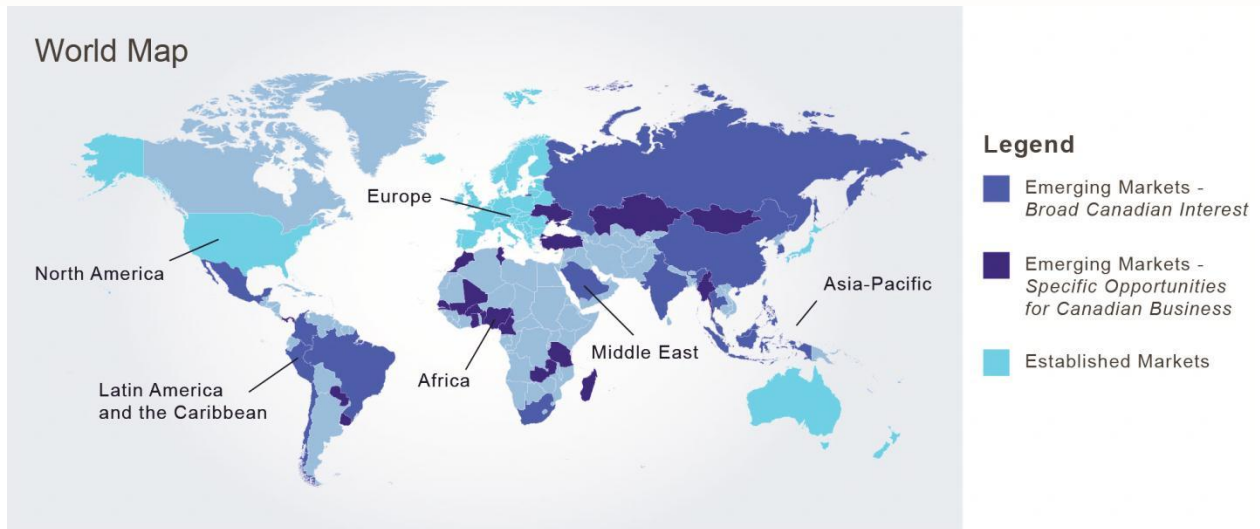 World Map
Europe
North America
Asia-Pacific
Middle East
Africa
Latin America
and the Caribbean
Legend
Emerging Markets -
Broad Canadian Interest
Emerging Markets -
Specific Opportunities
for Canadian Business
Established Markets